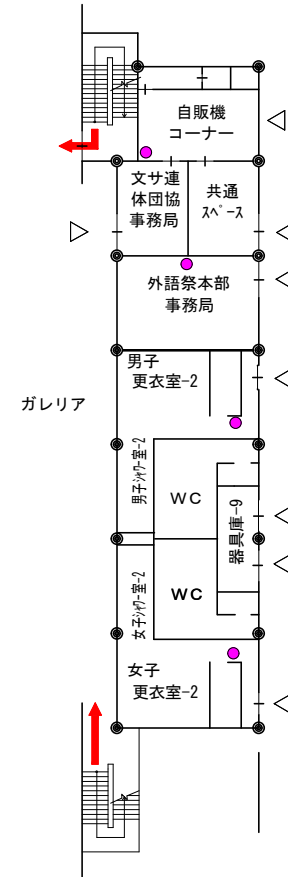 自販機
コーナー
文サ連
体団協
事務局
共通
スペース
外語祭本部
事務局
男子
更衣室-2
ガレリア
男子シャワー室-2
WC
器具庫-9
女子シャワー室-2
WC
女子
更衣室-2